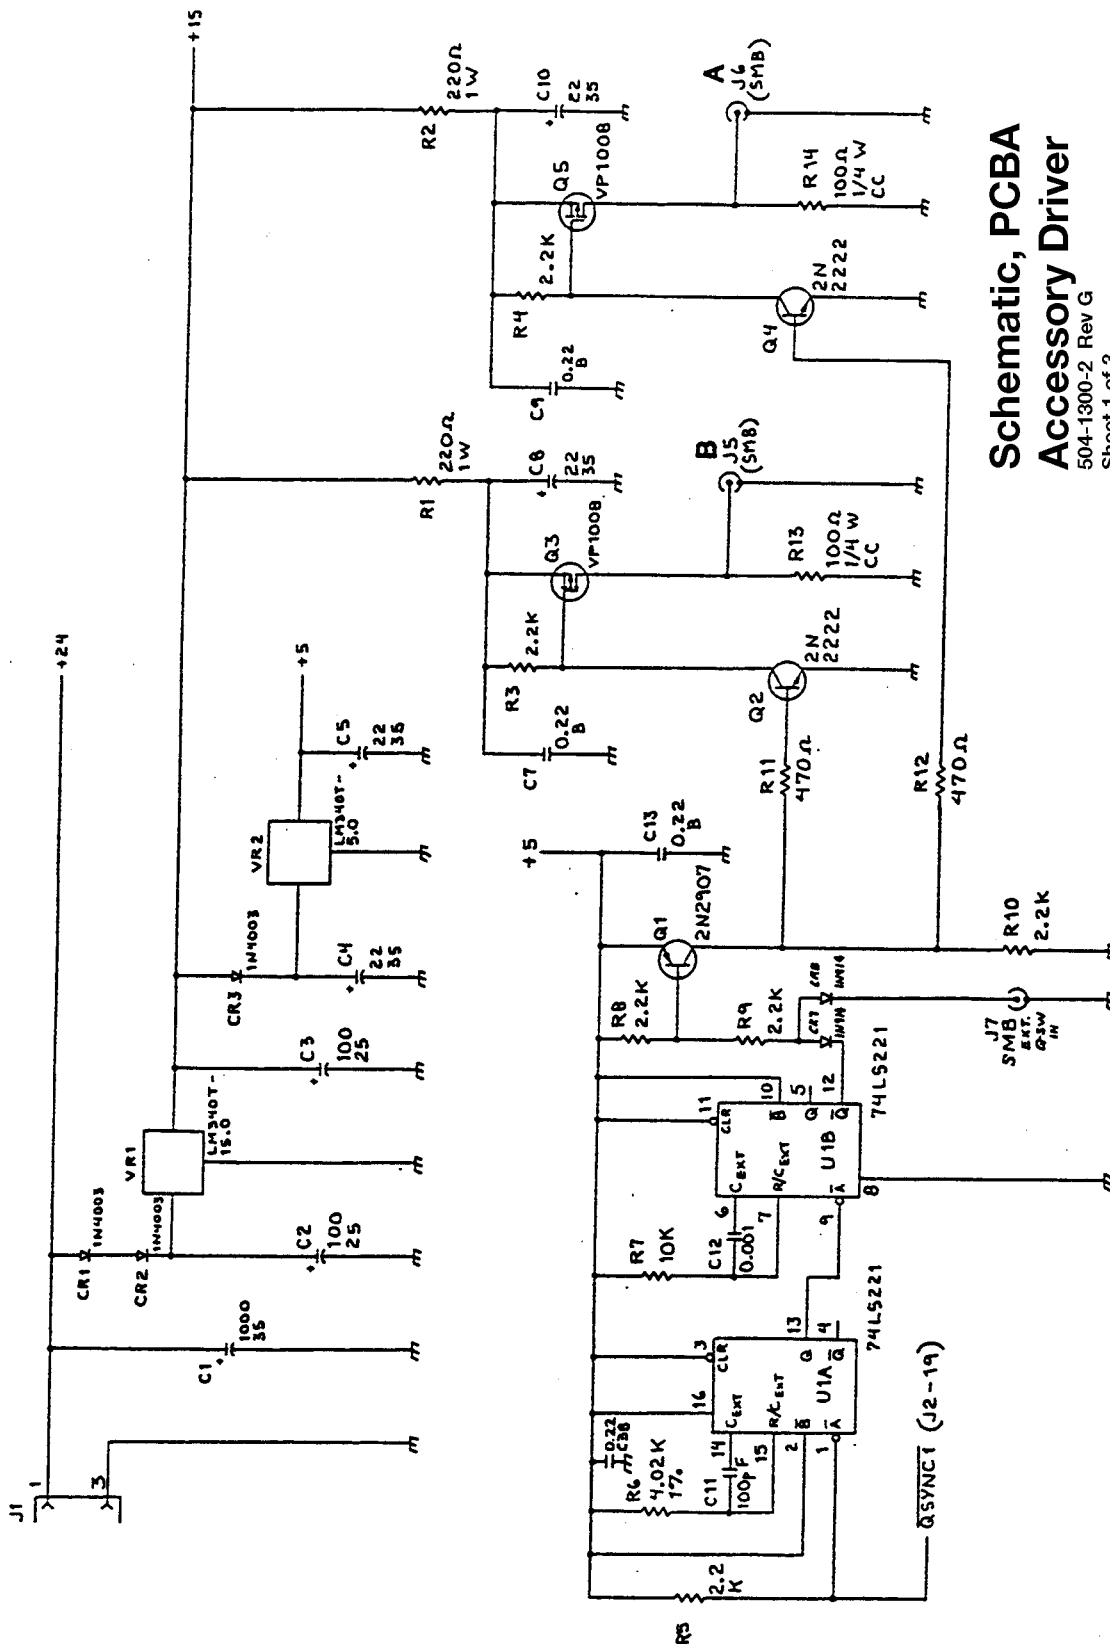 J1
1
3
+24
C1
+
1000
35
CR1
1N4003
CR2
1N4003
C2
+
100
25
VR1
LM340T-
15.0
C3
+
100
25
CR3
1N4003
C4
+
22
35
VR2
LM340T-
5.0
C5
+
22
35
+5
+15
R1
220Ω
1W
C8
+
22
35
C7
0.22
B
R3
2.2K
Q3
VP1008
B
J5
(SMB)
R13
100Ω
1/4 W
CC
Q2
2N
2222
R11
470Ω
R2
220Ω
1W
C10
+
22
35
C9
0.22
B
R4
2.2K
Q5
VP1008
A
J6
(SMB)
R14
100Ω
1/4 W
CC
Q4
2N
2222
R12
470Ω
R5
2.2
K
QSYNC1 (J2-19)
0.22
R6
4.02K
1%
C11
100pF
14
15
2
1
16
3
CLR
CEXT
R/CEXT
B
A
U1A
Q
Q
13
4
74LS221
R7
10K
C12
0.001
6
7
9
11
CLR
CEXT
R/CEXT
A
U1B
B
Q
Q
10
5
12
8
74LS221
R8
2.2K
R9
2.2K
Q1
2N2907
+5
C13
0.22
B
CR7
1N914
CR8
1N914
J7
SMB
EXT.
Q-SW
IN
R10
2.2K
Schematic, PCBA
Accessory Driver
504-1300-2 Rev G